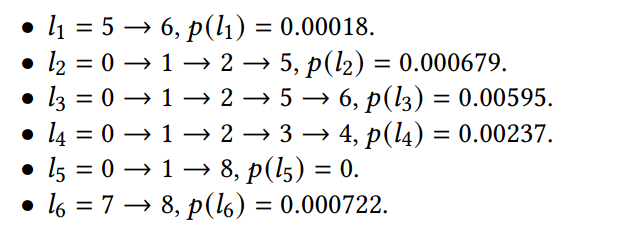 • l₁ = 5 → 6, p(l₁) = 0.00018.
• l₂ = 0 → 1 → 2 → 5, p(l₂) = 0.000679.
• l₃ = 0 → 1 → 2 → 5 → 6, p(l₃) = 0.00595.
• l₄ = 0 → 1 → 2 → 3 → 4, p(l₄) = 0.00237.
• l₅ = 0 → 1 → 8, p(l₅) = 0.
• l₆ = 7 → 8, p(l₆) = 0.000722.